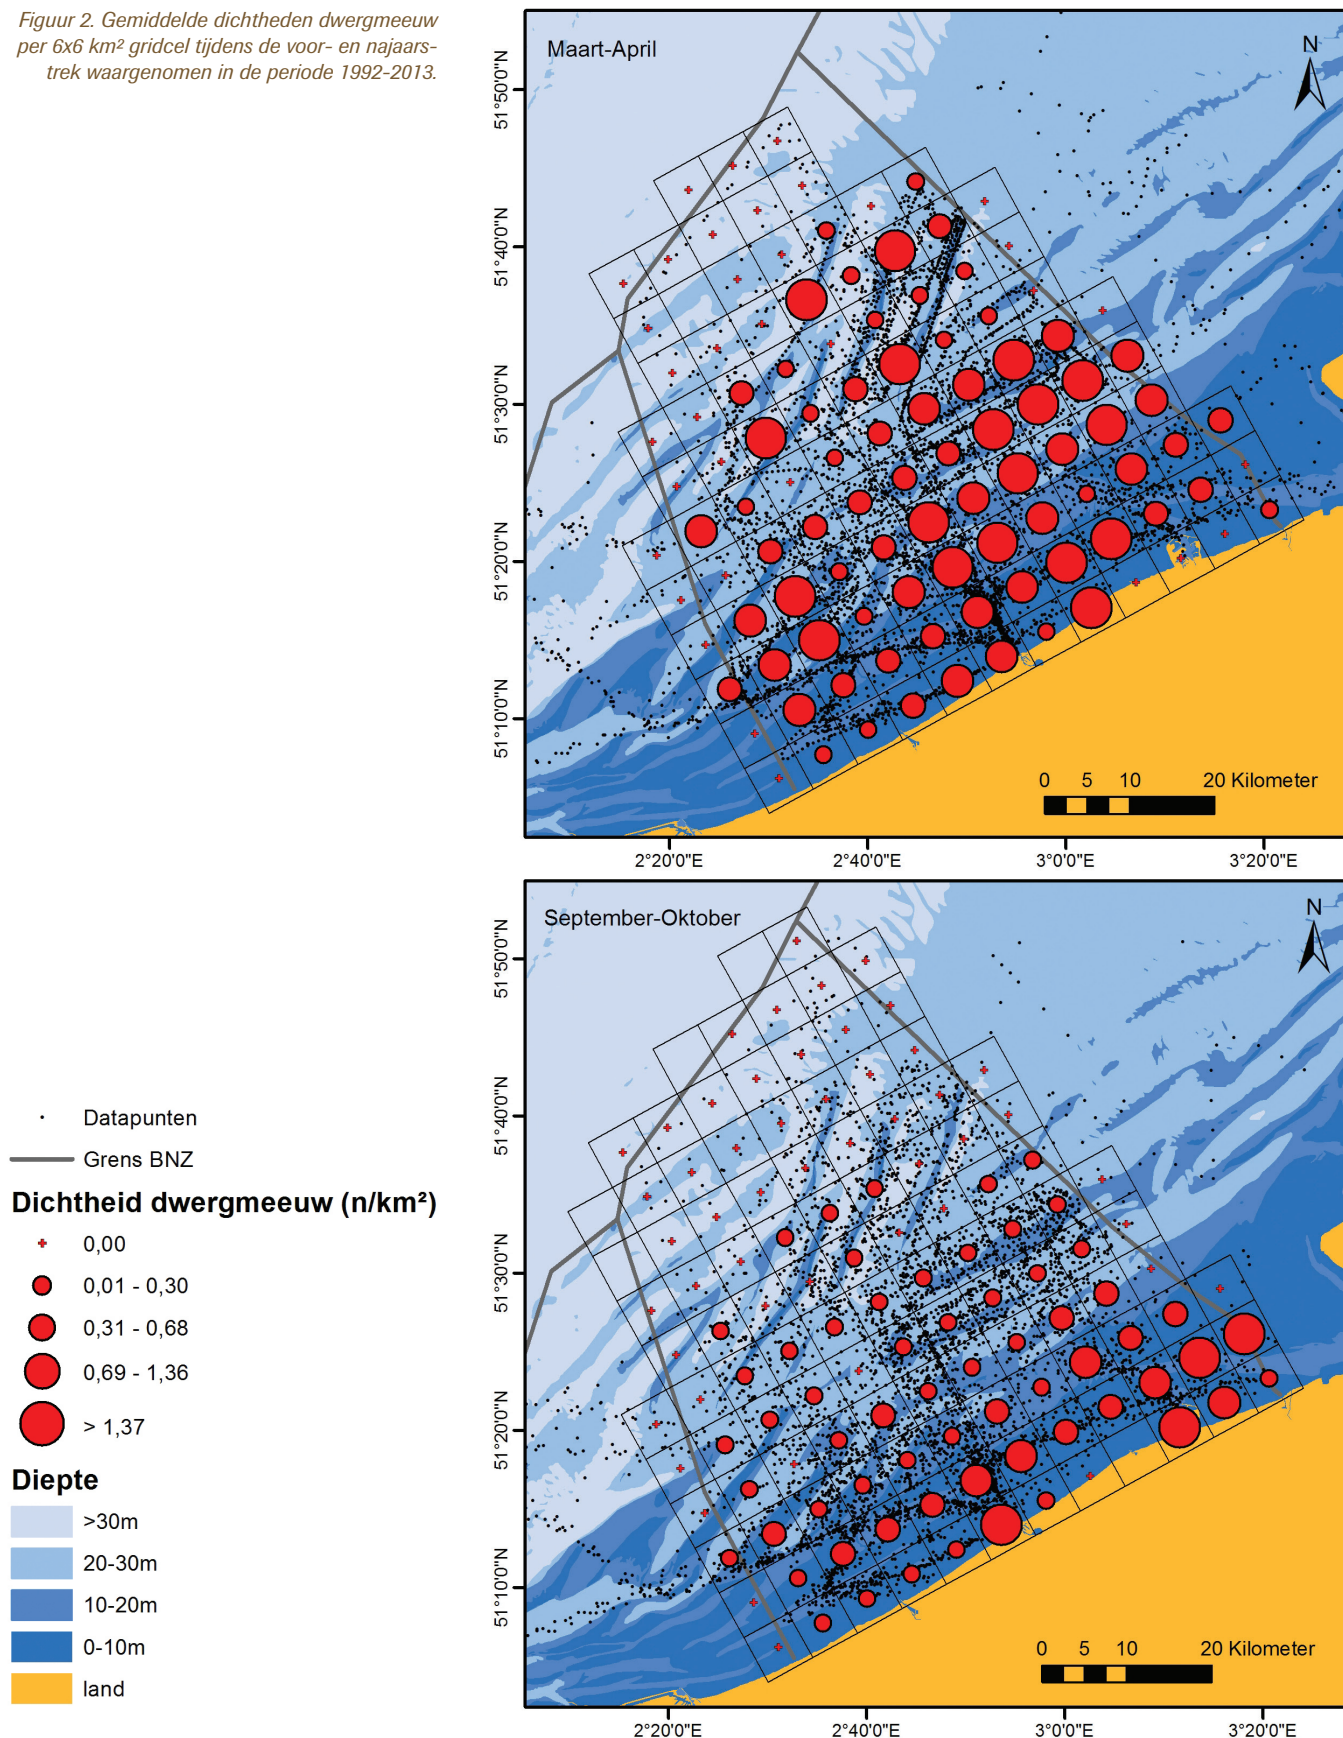 Figuur 2. Gemiddelde dichtheden dwergmeeuw
per 6x6 km² gridcel tijdens de voor- en najaars-
trek waargenomen in de periode 1992-2013.
Maart-April
N
51°50'0"N
51°40'0"N
51°30'0"N
51°20'0"N
51°10'0"N
0 5 10 20 Kilometer
2°20'0"E 2°40'0"E 3°0'0"E 3°20'0"E
September-Oktober
N
51°50'0"N
51°40'0"N
51°30'0"N
51°20'0"N
51°10'0"N
0 5 10 20 Kilometer
2°20'0"E 2°40'0"E 3°0'0"E 3°20'0"E
Datapunten
Grens BNZ
Dichtheid dwergmeeuw (n/km²)
0,00
0,01 - 0,30
0,31 - 0,68
0,69 - 1,36
> 1,37
Diepte
>30m
20-30m
10-20m
0-10m
land